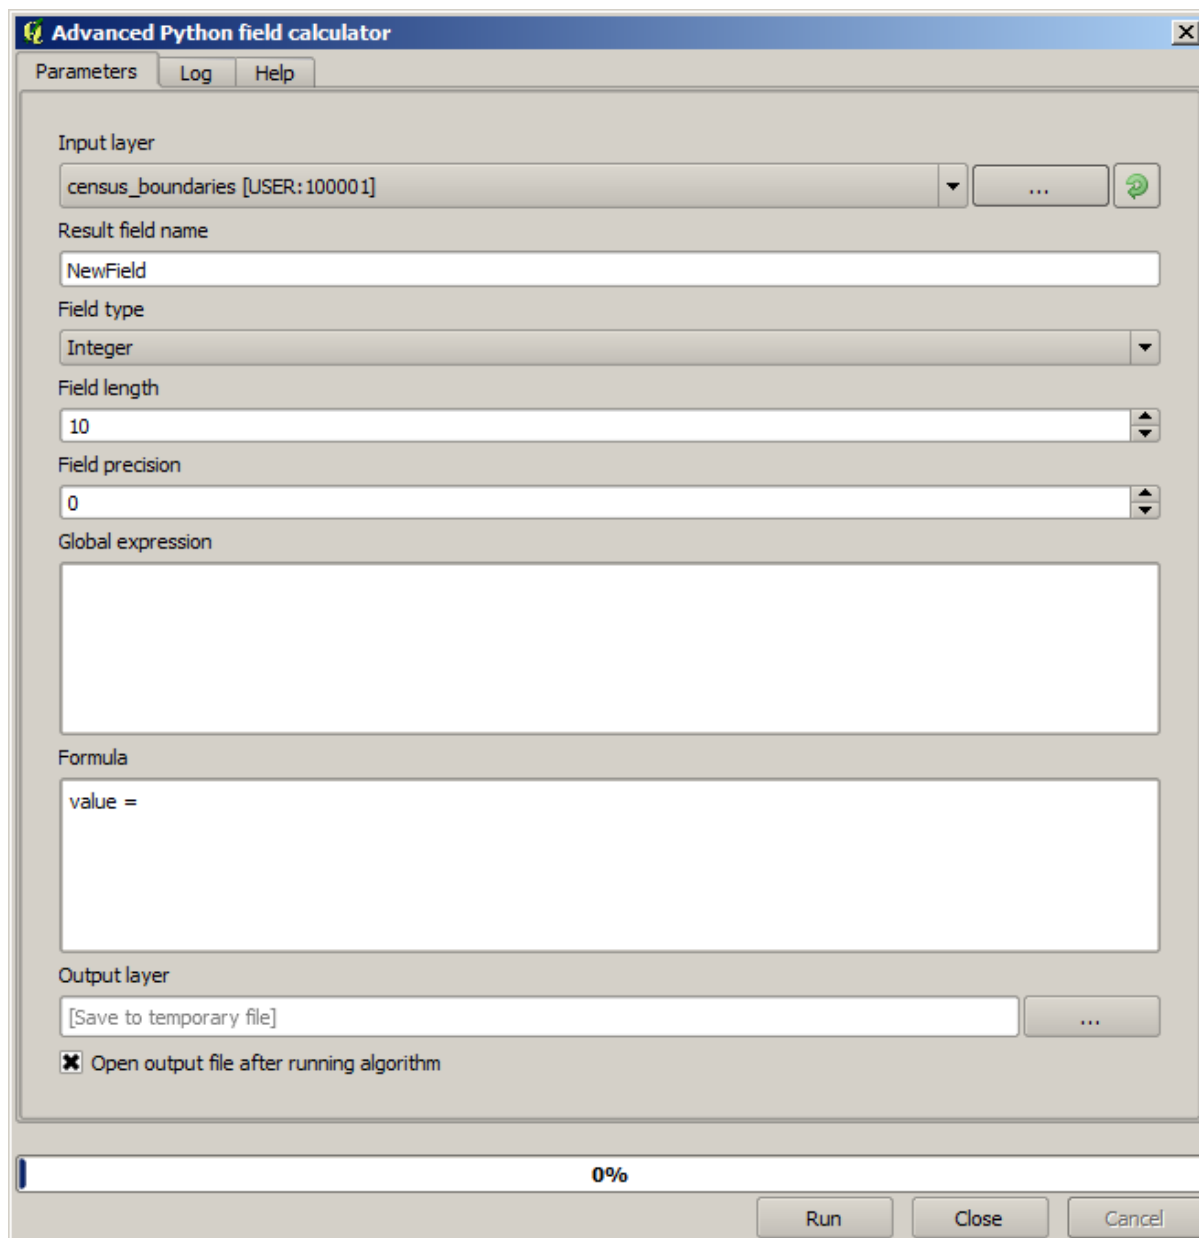 Advanced Python field calculator
Parameters Log Help
Input layer
census_boundaries [USER:100001] ...
Result field name
NewField
Field type
Integer
Field length
10
Field precision
0
Global expression
Formula
value =
Output layer
[Save to temporary file] ...
Open output file after running algorithm
0%
Run Close Cancel